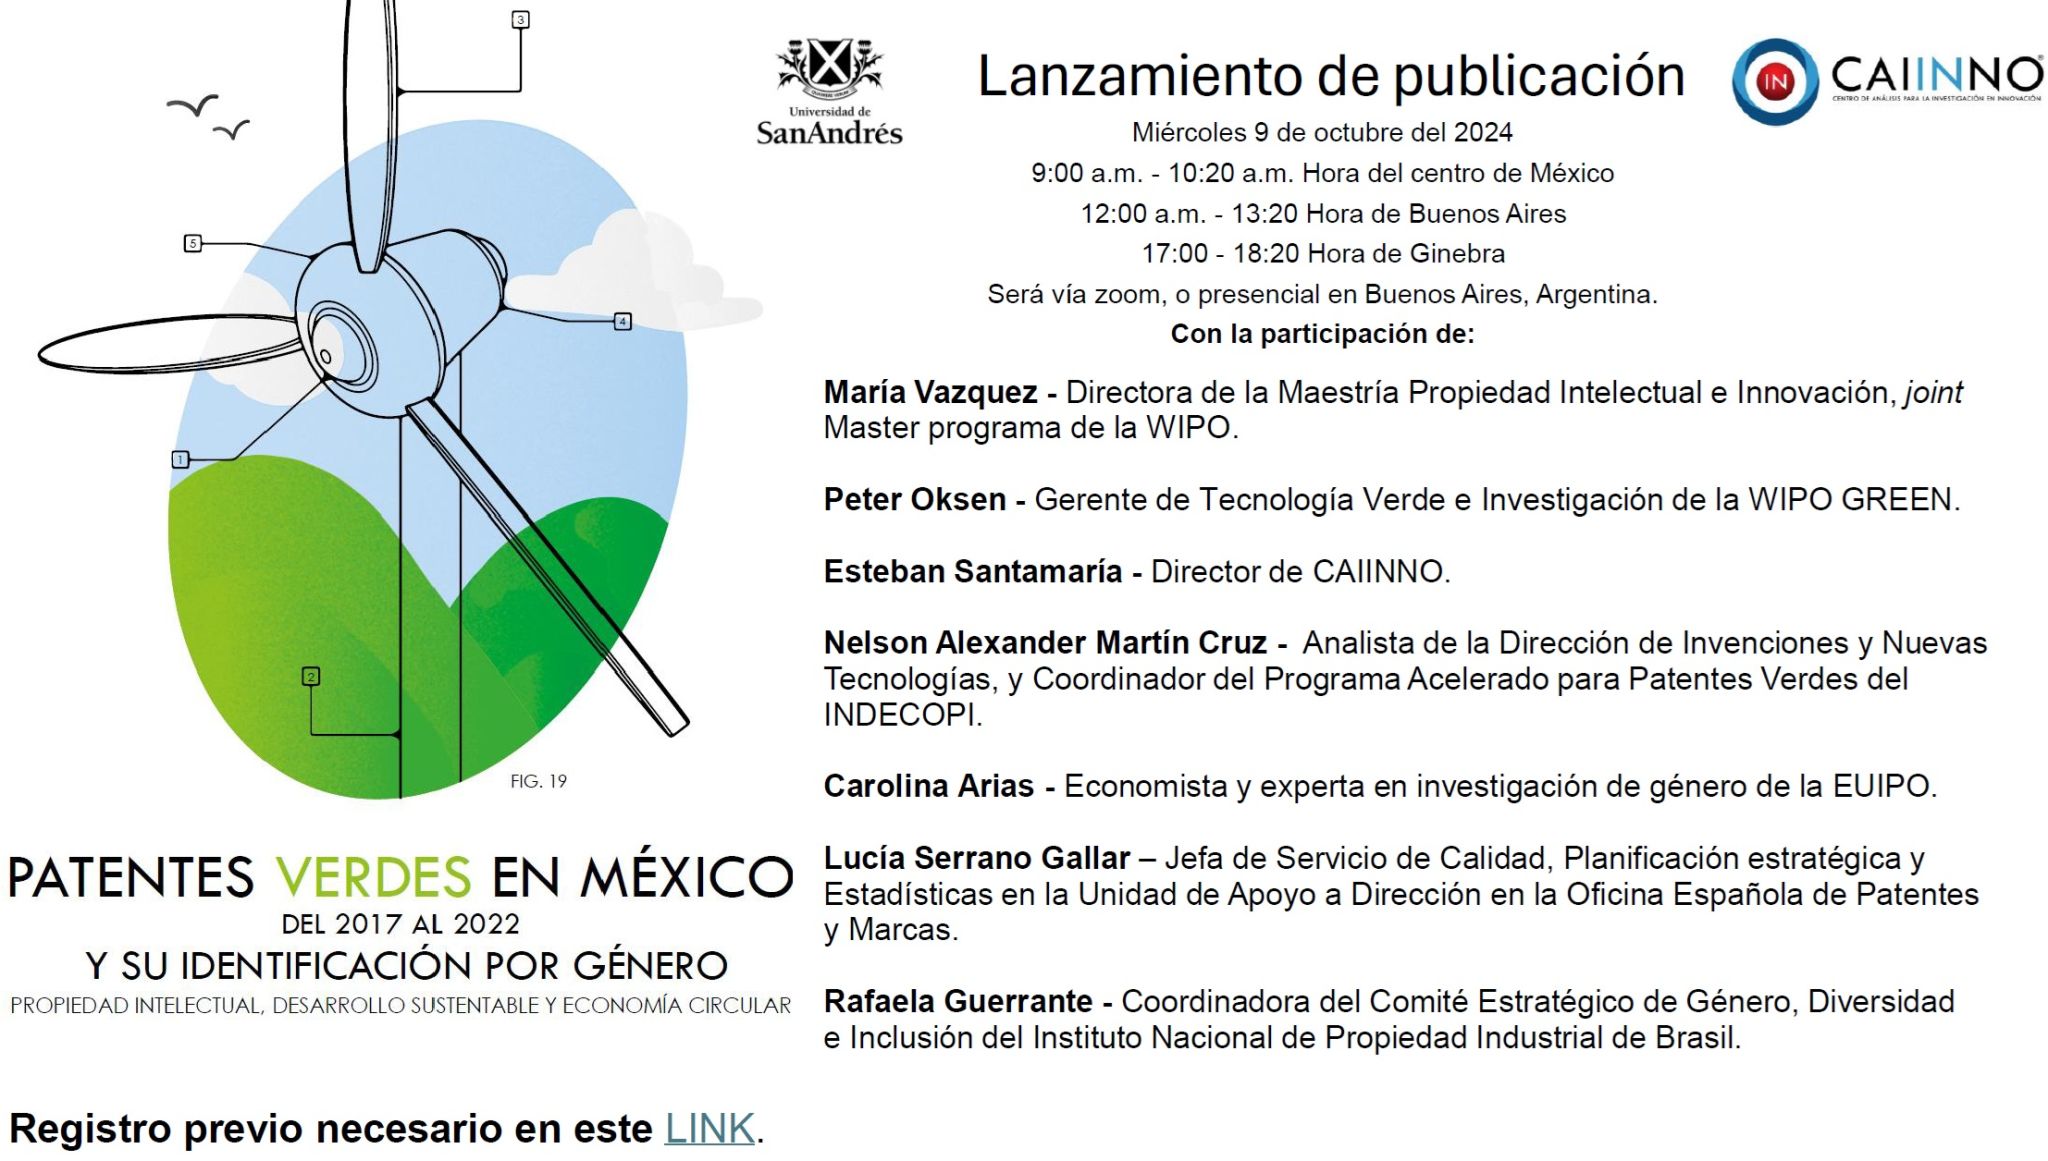 3
5
4
1
2
FIG. 19
PATENTES VERDES EN MÉXICO
DEL 2017 AL 2022
Y SU IDENTIFICACIÓN POR GÉNERO
PROPIEDAD INTELECTUAL, DESARROLLO SUSTENTABLE Y ECONOMÍA CIRCULAR
Registro previo necesario en este LINK.
Universidad de
SanAndrés
Lanzamiento de publicación
IN
CAIINNO®
CENTRO DE ANÁLISIS PARA LA INVESTIGACIÓN EN INNOVACIÓN
Miércoles 9 de octubre del 2024
9:00 a.m. - 10:20 a.m. Hora del centro de México
12:00 a.m. - 13:20 Hora de Buenos Aires
17:00 - 18:20 Hora de Ginebra
Será vía zoom, o presencial en Buenos Aires, Argentina.
Con la participación de:
María Vazquez - Directora de la Maestría Propiedad Intelectual e Innovación, joint
Master programa de la WIPO.
Peter Oksen - Gerente de Tecnología Verde e Investigación de la WIPO GREEN.
Esteban Santamaría - Director de CAIINNO.
Nelson Alexander Martín Cruz - Analista de la Dirección de Invenciones y Nuevas
Tecnologías, y Coordinador del Programa Acelerado para Patentes Verdes del
INDECOPI.
Carolina Arias - Economista y experta en investigación de género de la EUIPO.
Lucía Serrano Gallar – Jefa de Servicio de Calidad, Planificación estratégica y
Estadísticas en la Unidad de Apoyo a Dirección en la Oficina Española de Patentes
y Marcas.
Rafaela Guerrante - Coordinadora del Comité Estratégico de Género, Diversidad
e Inclusión del Instituto Nacional de Propiedad Industrial de Brasil.